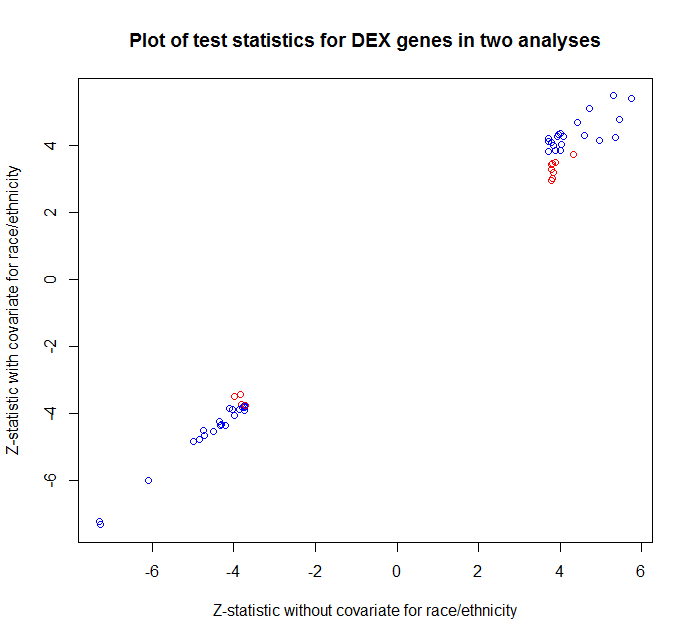 Plot of test statistics for DEX genes in two analyses
Z-statistic with covariate for race/ethnicity
4
2
0
-2
-4
-6
-6 -4 -2 0 2 4 6
Z-statistic without covariate for race/ethnicity